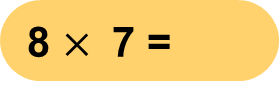 8 × 7 =